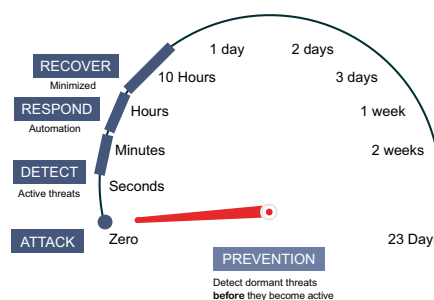 1 day
2 days
RECOVER
Minimized
10 Hours
3 days
RESPOND
Automation
Hours
1 week
Minutes
2 weeks
DETECT
Active threats
Seconds
ATTACK
Zero
23 Day
PREVENTION
Detect dormant threats
before they become active